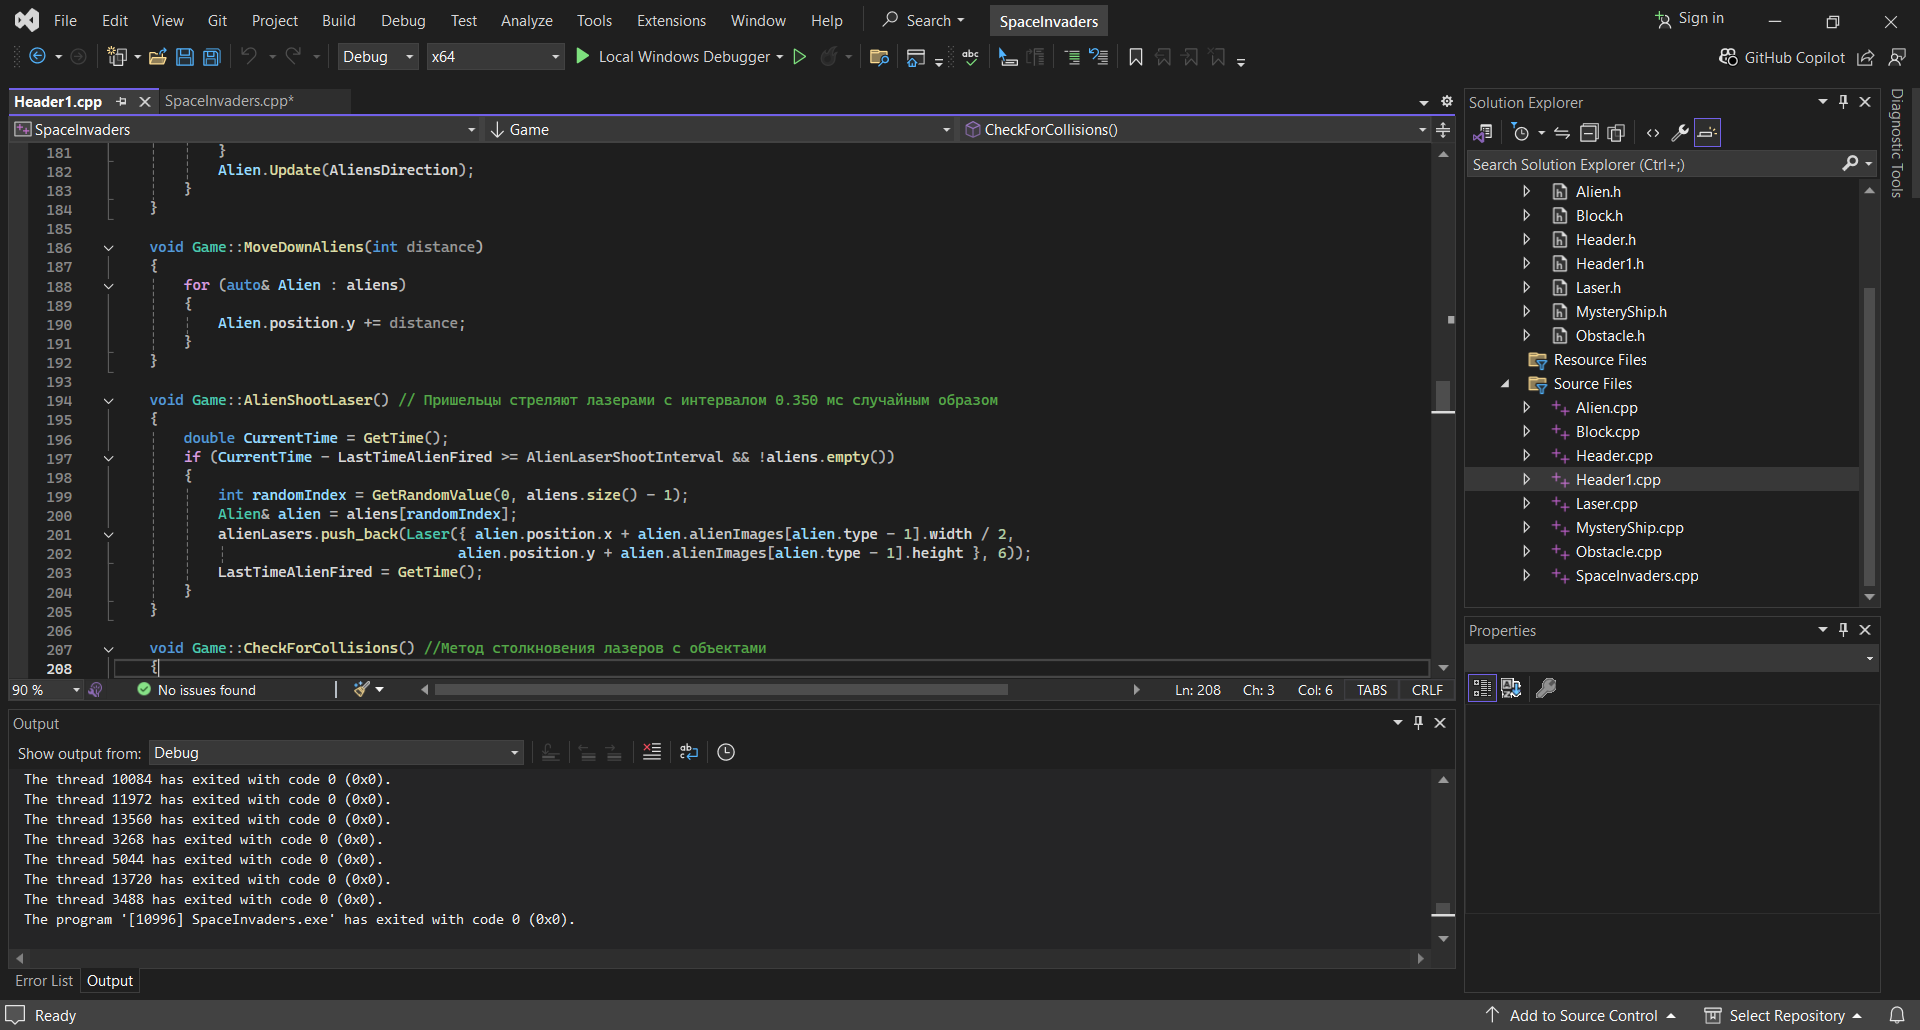 File Edit View Git Project Build Debug Test Analyze Tools Extensions Window Help Search SpaceInvaders Sign in
Debug x64 Local Windows Debugger GitHub Copilot
Header1.cpp SpaceInvaders.cpp*
SpaceInvaders Game CheckForCollisions()
181 }
182 Alien.Update(AliensDirection);
183 }
184 }
185
186 void Game::MoveDownAliens(int distance)
187 {
188 for (auto& Alien : aliens)
189 {
190 Alien.position.y += distance;
191 }
192 }
193
194 void Game::AlienShootLaser() // Пришельцы стреляют лазерами с интервалом 0.350 мс случайным образом
195 {
196 double CurrentTime = GetTime();
197 if (CurrentTime - LastTimeAlienFired >= AlienLaserShootInterval && !aliens.empty())
198 {
199 int randomIndex = GetRandomValue(0, aliens.size() - 1);
200 Alien& alien = aliens[randomIndex];
201 alienLasers.push_back(Laser({ alien.position.x + alien.alienImages[alien.type - 1].width / 2,
202 alien.position.y + alien.alienImages[alien.type - 1].height }, 6));
203 LastTimeAlienFired = GetTime();
204 }
205 }
206
207 void Game::CheckForCollisions() //Метод столкновения лазеров с объектами
208 {
90 % No issues found Ln: 208 Ch: 3 Col: 6 TABS CRLF
Output
Show output from: Debug
The thread 10084 has exited with code 0 (0x0).
The thread 11972 has exited with code 0 (0x0).
The thread 13560 has exited with code 0 (0x0).
The thread 3268 has exited with code 0 (0x0).
The thread 5044 has exited with code 0 (0x0).
The thread 13720 has exited with code 0 (0x0).
The thread 3488 has exited with code 0 (0x0).
The program '[10996] SpaceInvaders.exe' has exited with code 0 (0x0).
Error List Output
Solution Explorer
Search Solution Explorer (Ctrl+;)
Alien.h
Block.h
Header.h
Header1.h
Laser.h
MysteryShip.h
Obstacle.h
Resource Files
Source Files
Alien.cpp
Block.cpp
Header.cpp
Header1.cpp
Laser.cpp
MysteryShip.cpp
Obstacle.cpp
SpaceInvaders.cpp
Properties
Diagnostic Tools
Ready Add to Source Control Select Repository